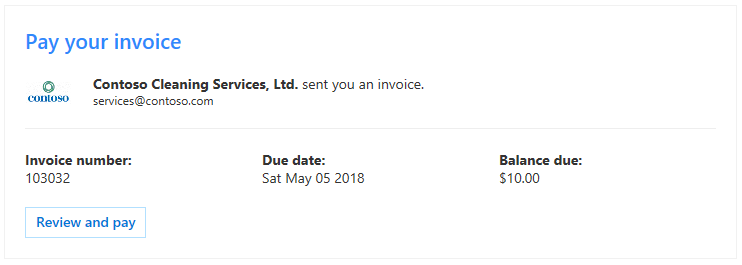 Pay your invoice
contoso
Contoso Cleaning Services, Ltd. sent you an invoice.
services@contoso.com
Invoice number: Due date: Balance due:
103032 Sat May 05 2018 $10.00
Review and pay